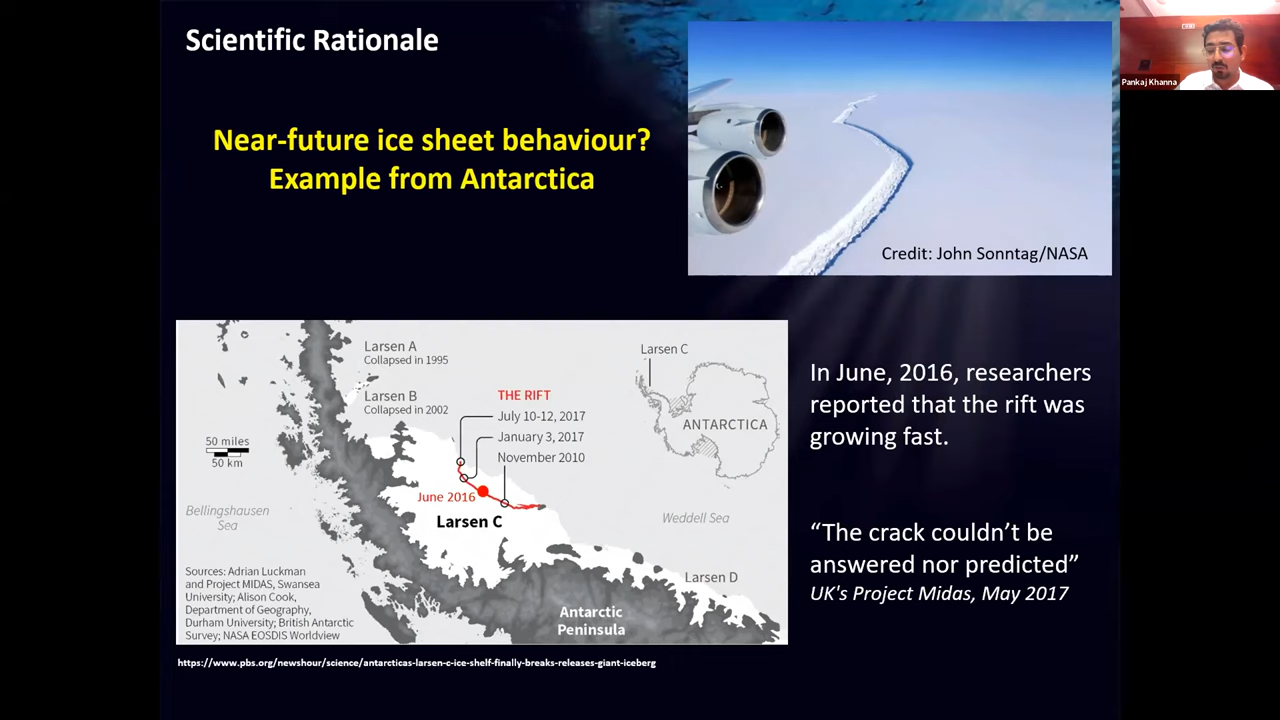 Scientific Rationale
Near-future ice sheet behaviour?
Example from Antarctica
Credit: John Sonntag/NASA
Pankaj Khanna
Larsen A
Collapsed in 1995
Larsen B
Collapsed in 2002
THE RIFT
July 10-12, 2017
January 3, 2017
November 2010
June 2016
Larsen C
50 miles
50 km
Bellingshausen
Sea
Larsen C
ANTARCTICA
Weddell Sea
Larsen D
Antarctic
Peninsula
Sources: Adrian Luckman
and Project MIDAS, Swansea
University; Alison Cook,
Department of Geography,
Durham University; British Antarctic
Survey; NASA EOSDIS Worldview
https://www.pbs.org/newshour/science/antarcticas-larsen-c-ice-shelf-finally-breaks-releases-giant-iceberg
In June, 2016, researchers
reported that the rift was
growing fast.
“The crack couldn’t be
answered nor predicted”
UK's Project Midas, May 2017